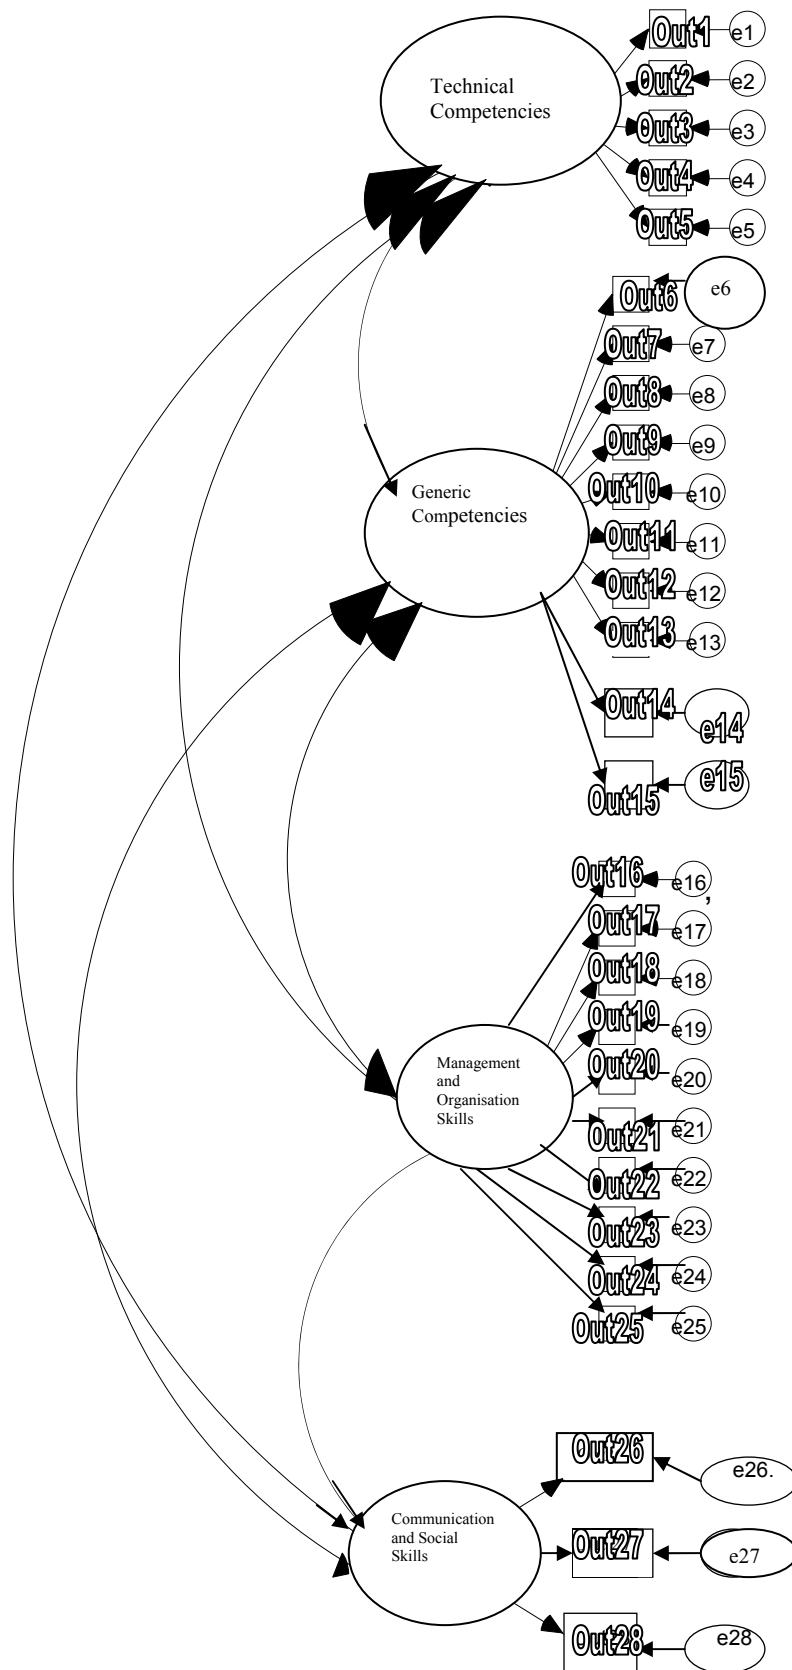 Out1 e1
Technical
Competencies
Out2 e2
Out3 e3
Out4 e4
Out5 e5
Out6 e6
Out7 e7
Out8 e8
Out9 e9
Generic
Competencies
Out10 e10
Out11 e11
Out12 e12
Out13 e13
Out14 e14
Out15 e15
Out16 e16,
Out17 e17
Out18 e18
Out19 e19
Management
and
Organisation
Skills
Out20 e20
Out21 e21
Out22 e22
Out23 e23
Out24 e24
Out25 e25
Out26 e26.
Communication
and Social
Skills
Out27 e27
Out28 e28